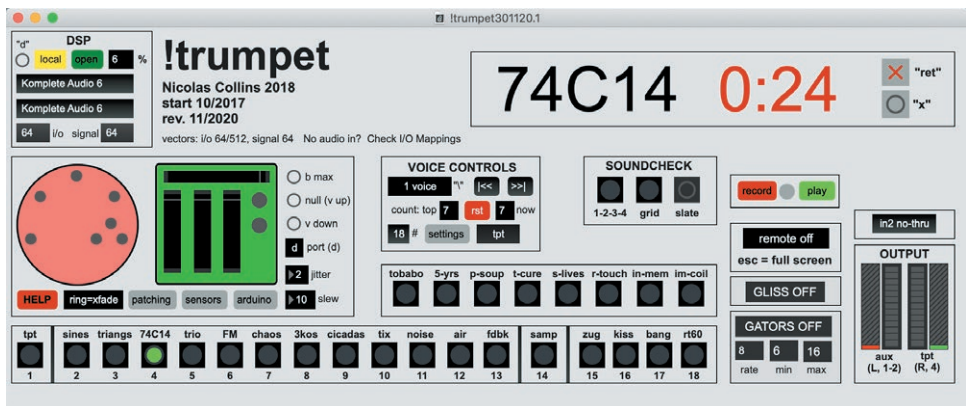 !trumpet301120.1
"d" DSP
local open 6 %
Komplete Audio 6
Komplete Audio 6
64 i/o signal 64
!trumpet
Nicolas Collins 2018
start 10/2017
rev. 11/2020
vectors: i/o 64/512, signal 64 No audio in? Check I/O Mappings
74C14 0:24
"ret"
"x"
b max
null (v up)
v down
d port (d)
2 jitter
10 slew
HELP ring=xfade patching sensors arduino
VOICE CONTROLS
1 voice "\" |<< >>|
count: top 7 rst 7 now
18 # settings tpt
SOUNDCHECK
1-2-3-4 grid slate
record play
remote off
esc = full screen
in2 no-thru
tobabo 5-yrs p-soup t-cure s-lives r-touch in-mem im-coil
GLISS OFF
GATORS OFF
8 6 16
rate min max
OUTPUT
aux tpt
(L, 1-2) (R, 4)
tpt sines triangs 74C14 trio FM chaos 3kos cicadas tix noise air fdbk samp zug kiss bang rt60
1 2 3 4 5 6 7 8 9 10 11 12 13 14 15 16 17 18